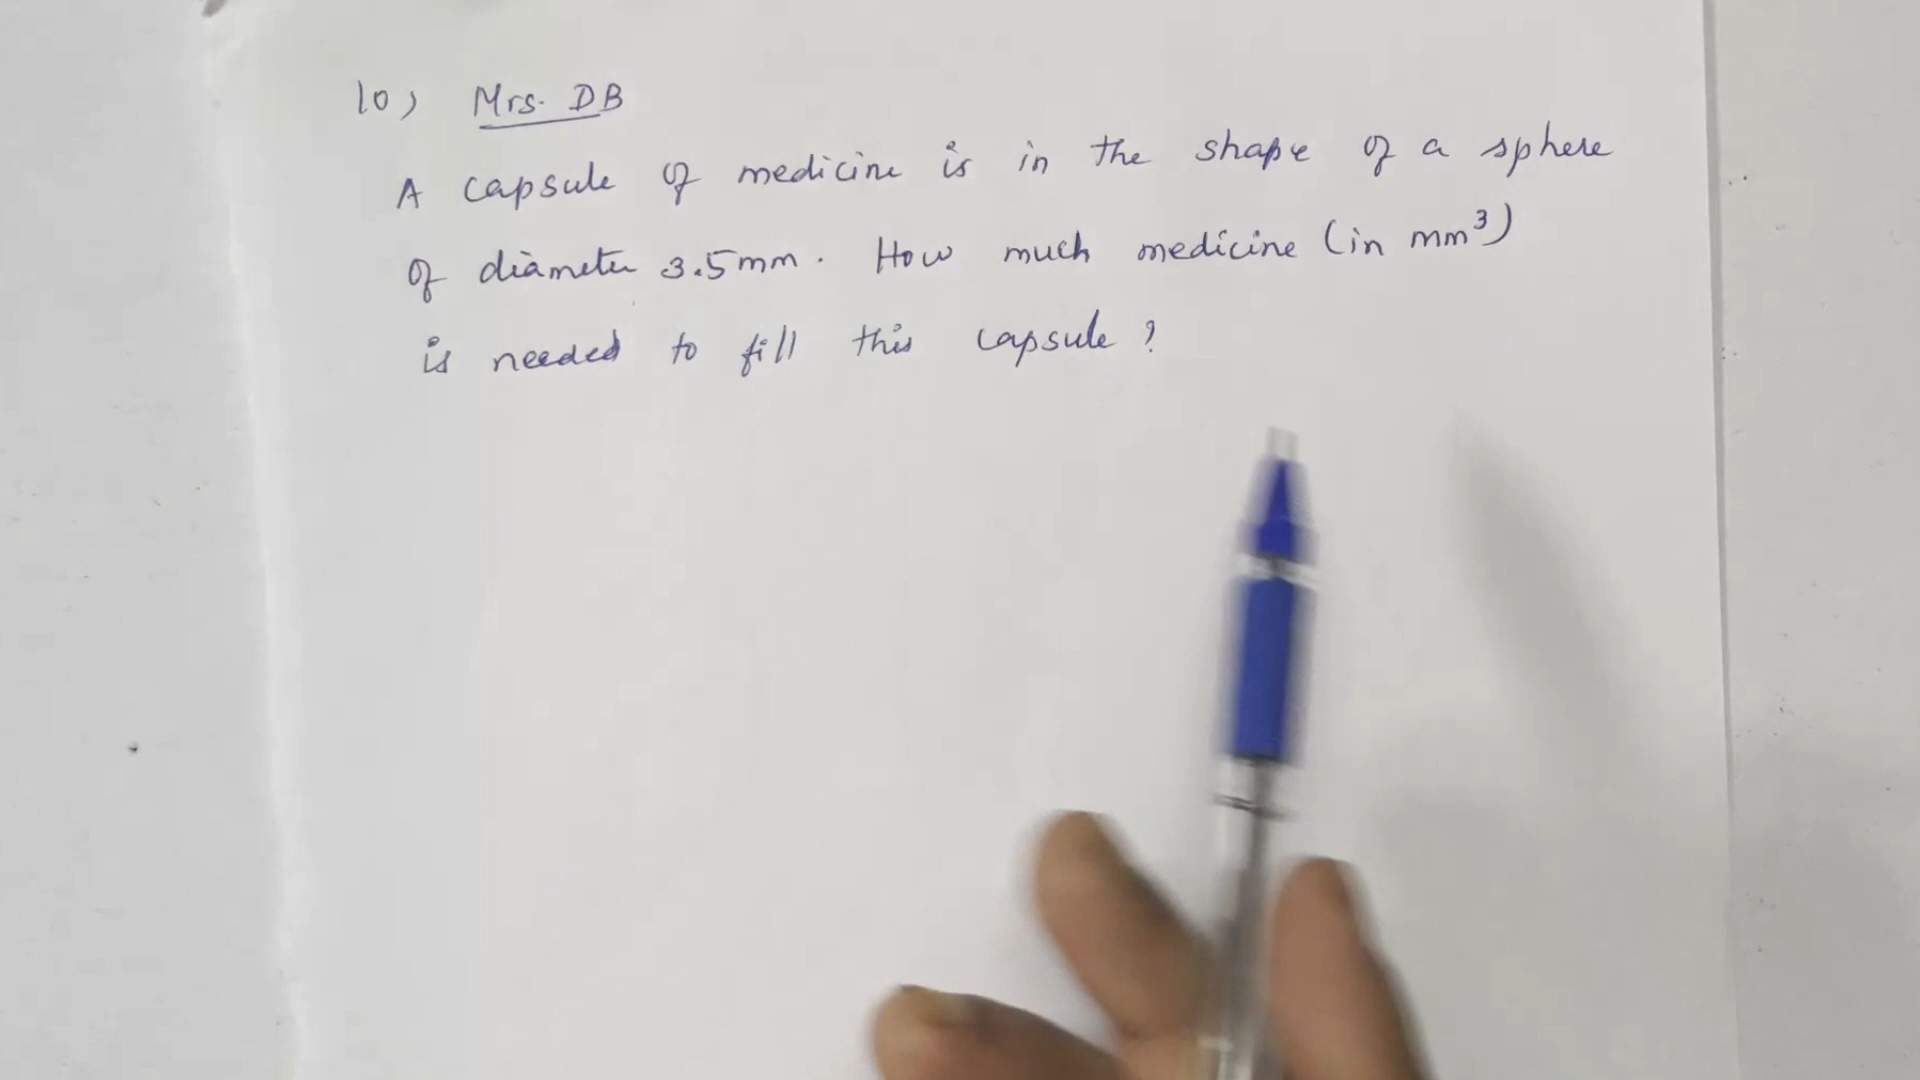 10) Mrs. DB
A capsule of medicine is in the shape of a sphere
of diameter 3.5mm. How much medicine (in mm³)
is needed to fill this capsule?